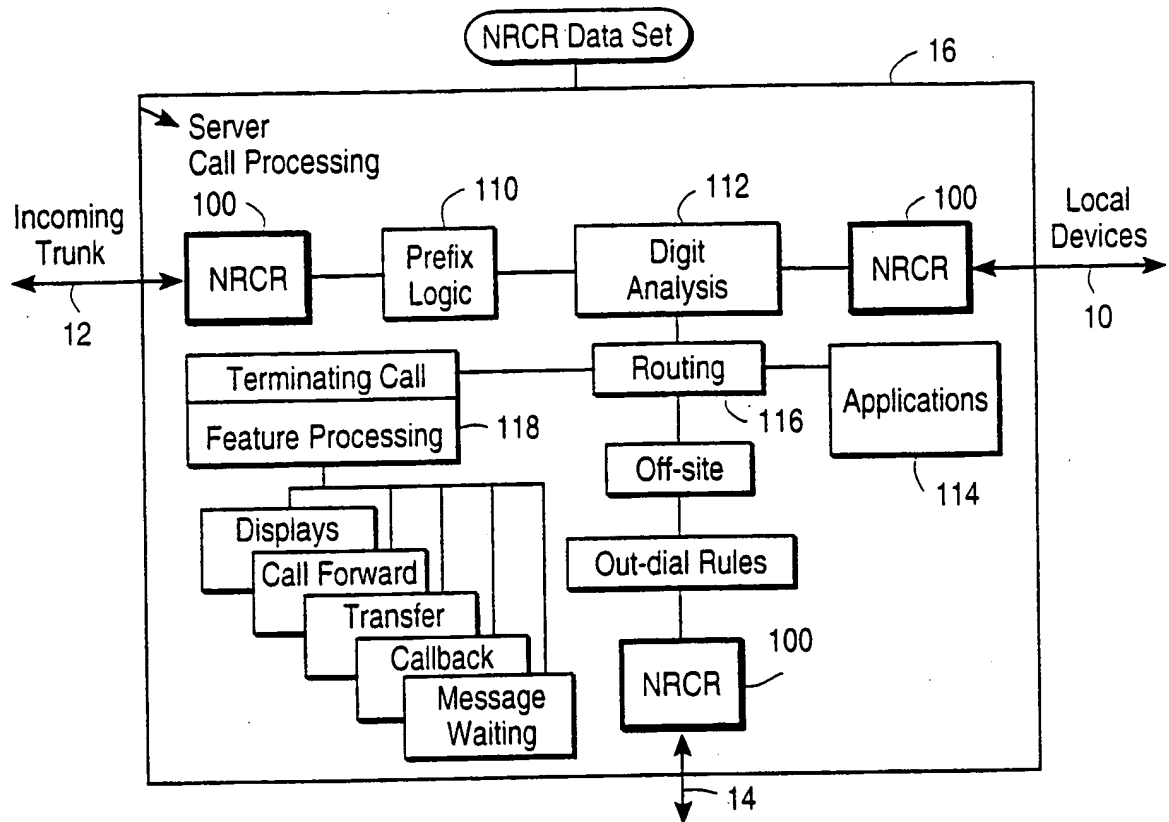 NRCR Data Set
16
Server
Call Processing
100
110
112
100
Incoming
Trunk
Local
Devices
NRCR
Prefix
Logic
Digit
Analysis
NRCR
12
10
Terminating Call
Routing
Applications
Feature Processing
118
116
114
Off-site
Displays
Call Forward
Transfer
Callback
Message
Waiting
Out-dial Rules
100
NRCR
14